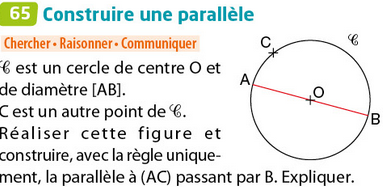 65 Construire une parallèle
Chercher • Raisonner • Communiquer
𝒞 est un cercle de centre O et
de diamètre [AB].
C est un autre point de 𝒞.
Réaliser cette figure et
construire, avec la règle unique-
ment, la parallèle à (AC) passant par B. Expliquer.
C
𝒞
A
O
B